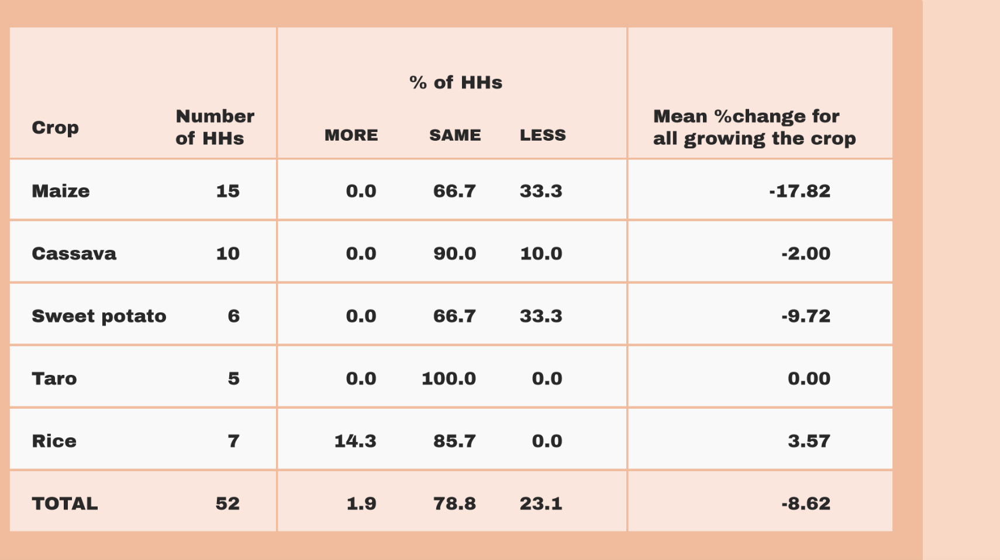 % of HHs
Crop Number of HHs MORE SAME LESS Mean %change for all growing the crop
Maize 15 0.0 66.7 33.3 -17.82
Cassava 10 0.0 90.0 10.0 -2.00
Sweet potato 6 0.0 66.7 33.3 -9.72
Taro 5 0.0 100.0 0.0 0.00
Rice 7 14.3 85.7 0.0 3.57
TOTAL 52 1.9 78.8 23.1 -8.62